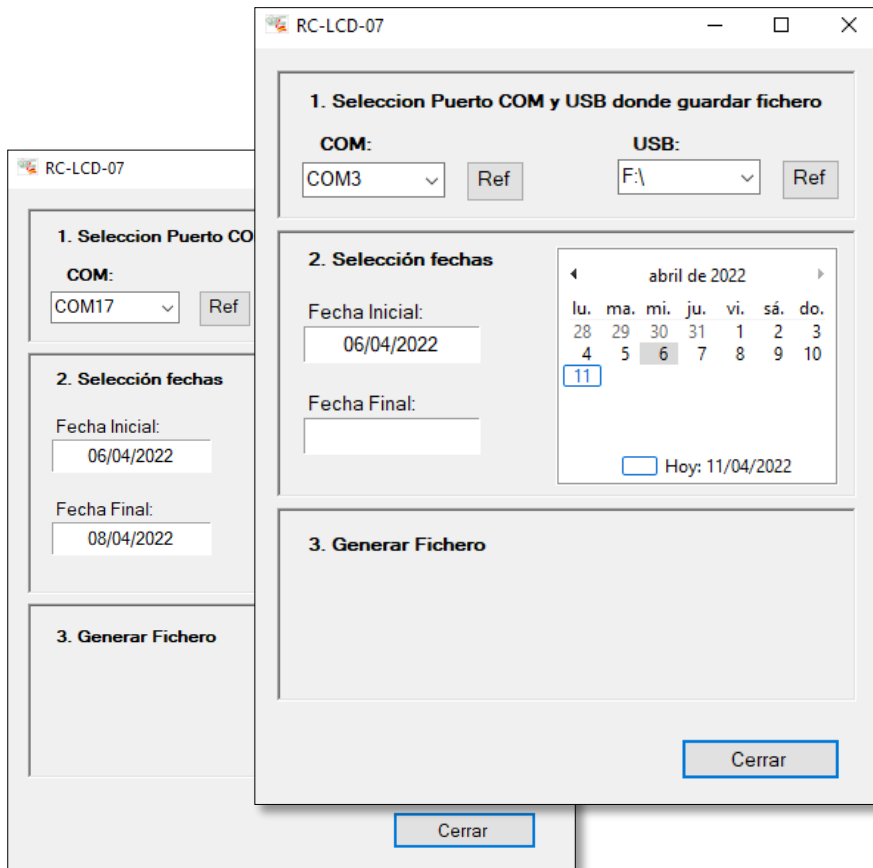 RC-LCD-07
1. Seleccion Puerto COM y USB donde guardar fichero
COM:
USB:
COM3
Ref
F:\
Ref
2. Selección fechas
abril de 2022
lu. ma. mi. ju. vi. sá. do.
28 29 30 31 1 2 3
4 5 6 7 8 9 10
11
Hoy: 11/04/2022
Fecha Inicial:
06/04/2022
Fecha Final:
3. Generar Fichero
Cerrar
RC-LCD-07
1. Seleccion Puerto CO
COM:
COM17
Ref
2. Selección fechas
Fecha Inicial:
06/04/2022
Fecha Final:
08/04/2022
3. Generar Fichero
Cerrar